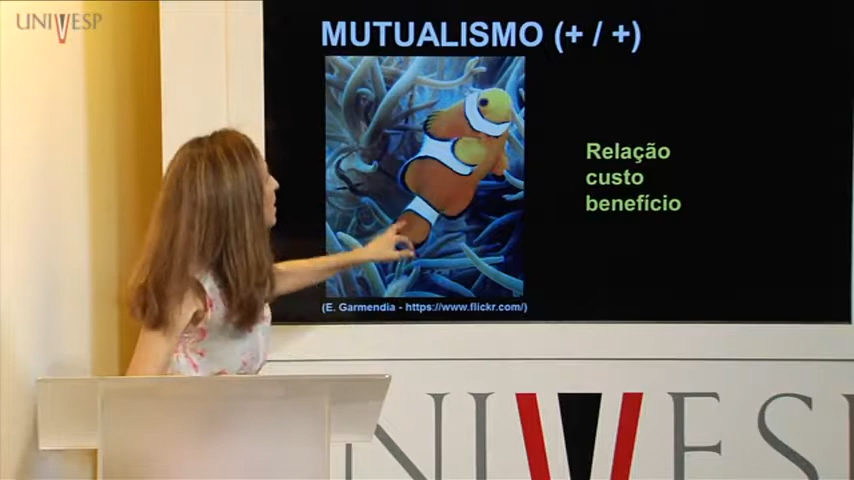 UNIVESP
MUTUALISMO (+ / +)
Relação
custo
benefício
(E. Garmendia - https://www.flickr.com/)
UNIVESP